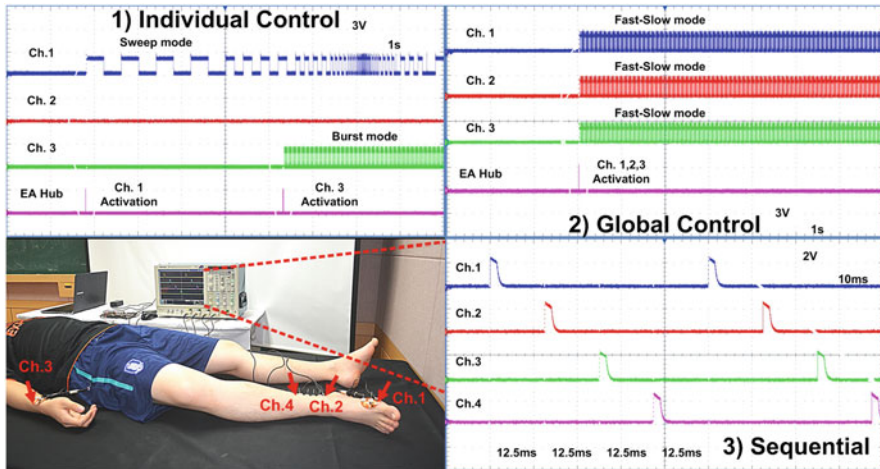 1) Individual Control
3V
Sweep mode
1s
Ch.1
Ch. 2
Burst mode
Ch. 3
EA Hub
Ch. 1
Activation
Ch. 3
Activation
Fast-Slow mode
Ch. 1
Fast-Slow mode
Ch. 2
Fast-Slow mode
Ch. 3
EA Hub
Ch. 1,2,3
Activation
2) Global Control
3V
1s
Ch.3
Ch.4
Ch.2
Ch.1
2V
Ch.1
10ms
Ch.2
Ch.3
Ch.4
12.5ms 12.5ms 12.5ms 12.5ms
3) Sequential